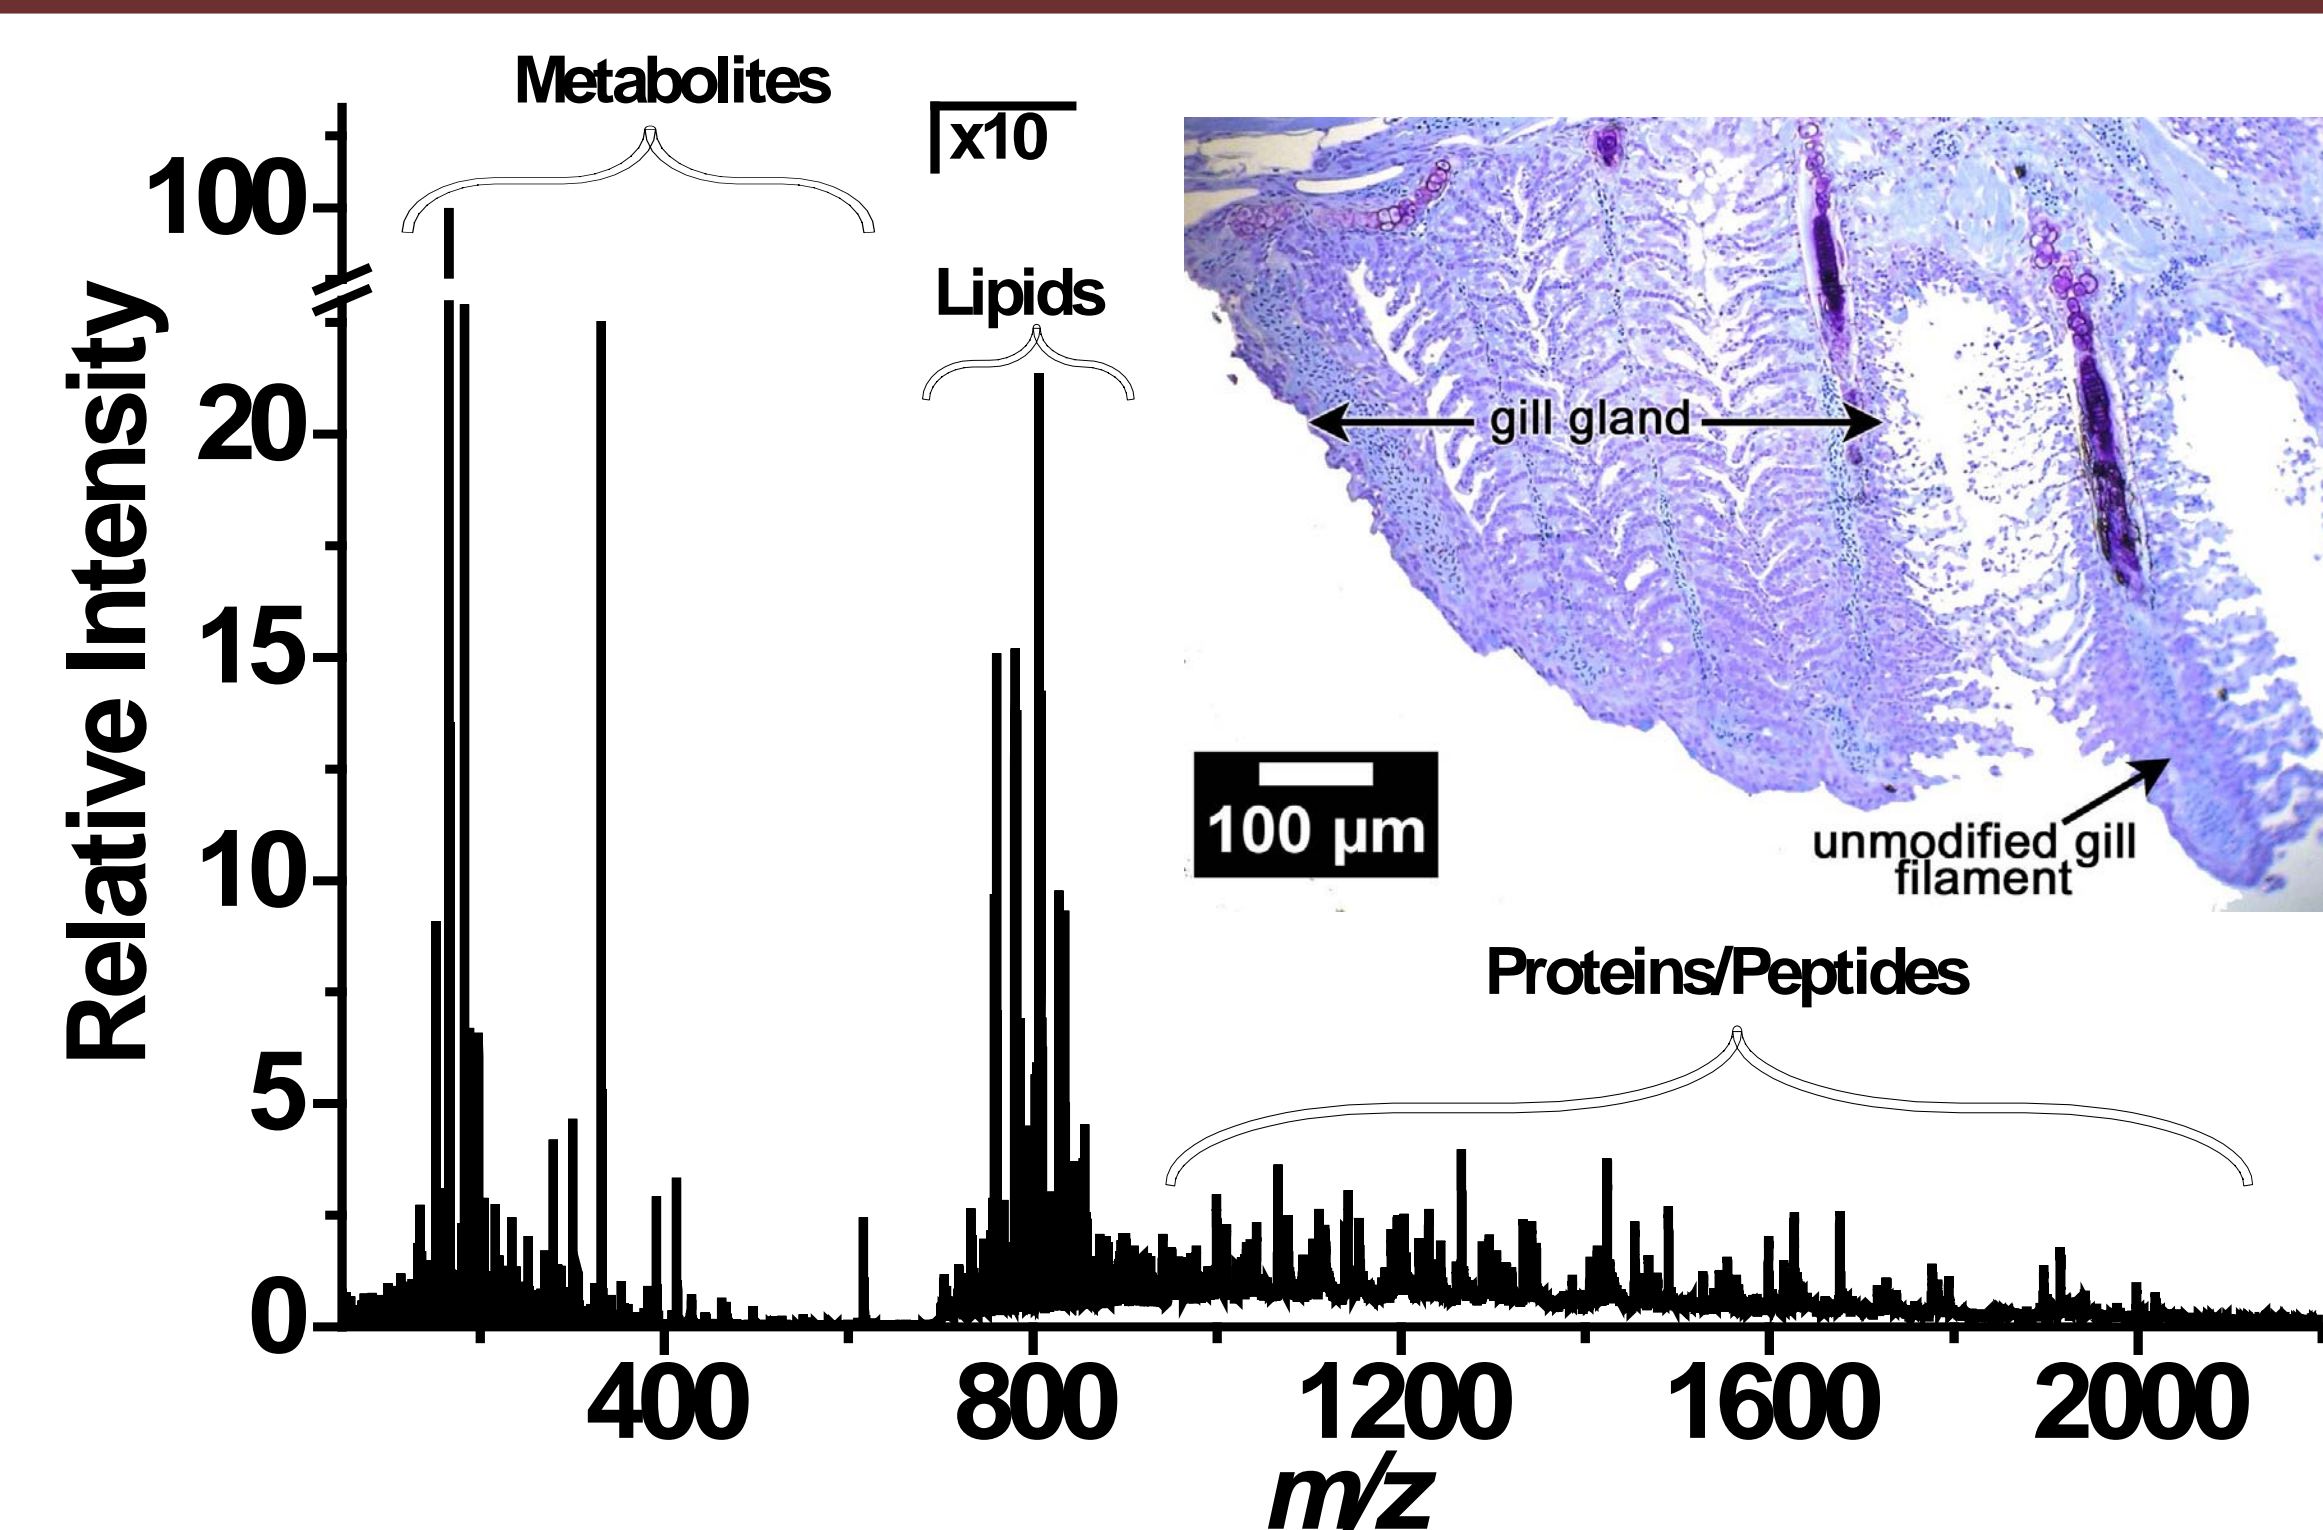 Metabolites
x10
100
Lipids
Relative Intensity
20
gill gland
15
100 µm
10
unmodified gill
filament
Proteins/Peptides
5
0
400 800 1200 1600 2000
m/z